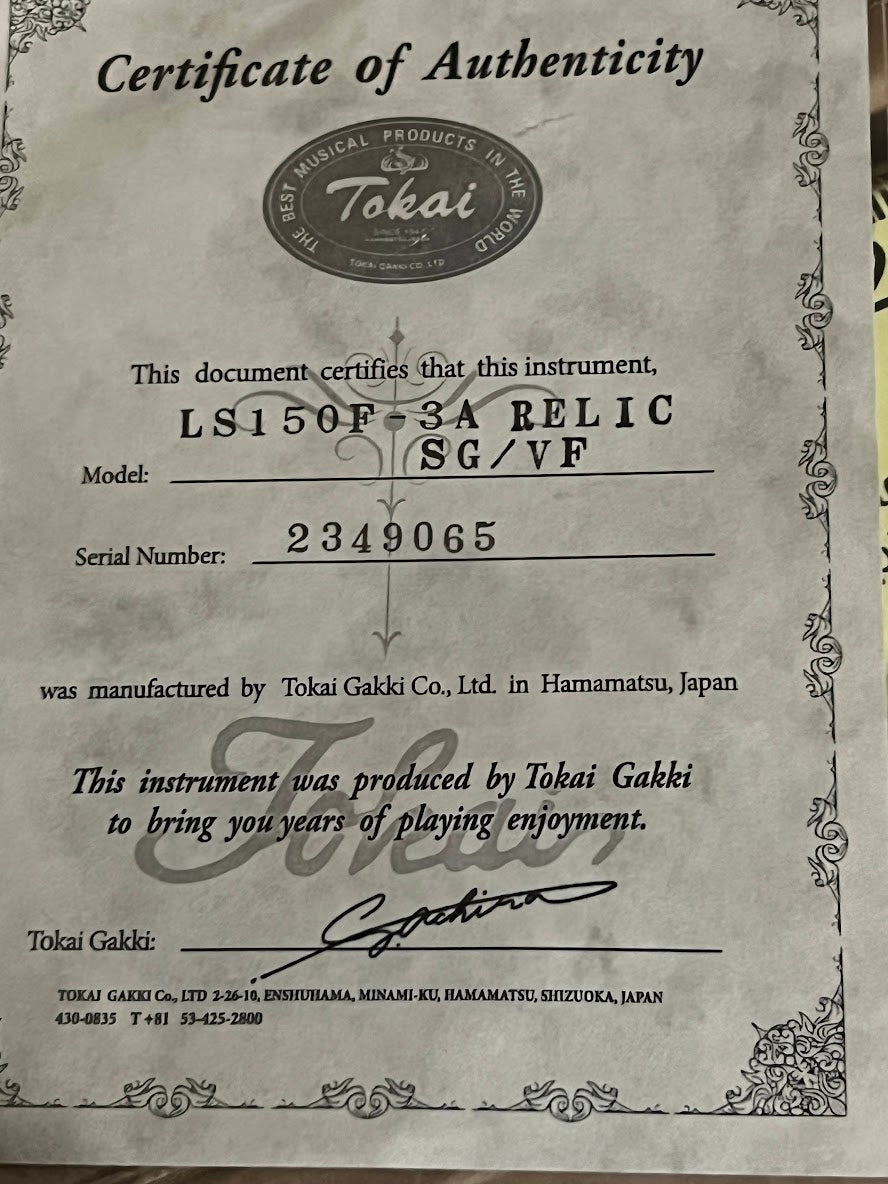 Certificate of Authenticity
THE BEST MUSICAL PRODUCTS IN THE WORLD
Tokai
SINCE 1947
TOKAI GAKKI CO. LTD
This document certifies that this instrument,
LS150F-3A RELIC
SG/VF
Model:
Serial Number: 2349065
was manufactured by Tokai Gakki Co., Ltd. in Hamamatsu, Japan
Tokai
This instrument was produced by Tokai Gakki
to bring you years of playing enjoyment.
Tokai Gakki:
TOKAI GAKKI Co., LTD 2-26-10, ENSHUHAMA, MINAMI-KU, HAMAMATSU, SHIZUOKA, JAPAN
430-0835 T +81 53-425-2800